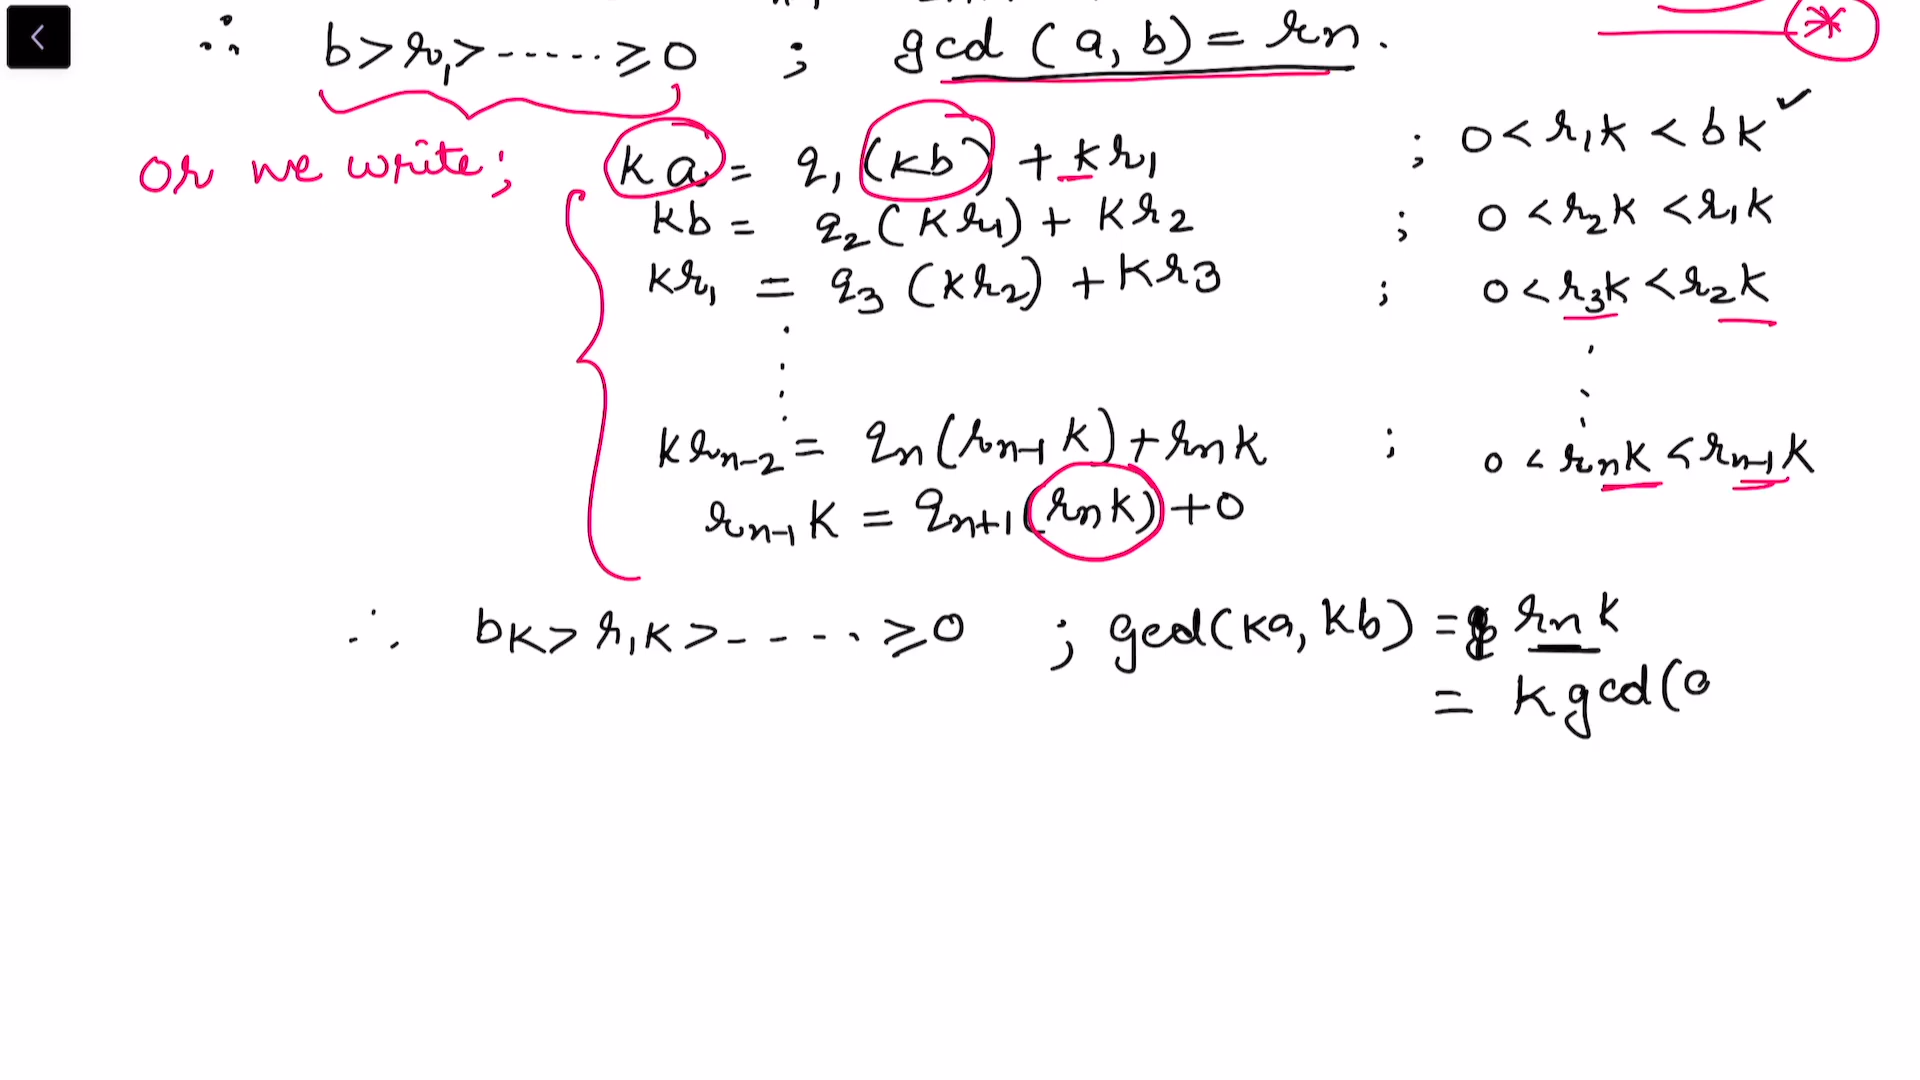 ∴ b > r₁ > ------ ≥ 0 ; gcd (a, b) = rn . *
or we write; ka = q₁ (kb) + kr₁ ; 0 < r₁k < bk ✓
kb = q₂ (kr₁) + kr₂ ; 0 < r₂k < r₁k
kr₁ = q₃ (kr₂) + kr₃ ; 0 < r₃k < r₂k
krn-2 = qn (rn-1 k) + rnk ; 0 < rnk < rn-1k
rn-1 k = qn+1 (rnk) + 0
∴ bk > r₁k > ----- ≥ 0 ; gcd(ka, kb) = rn k
= k gcd(a